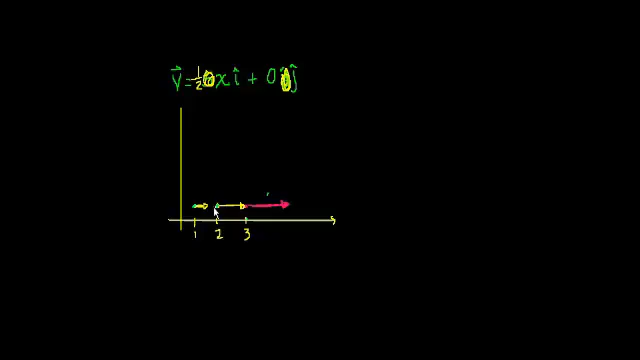 v⃗ = ½ x î + 0 ĵ
1 2 3